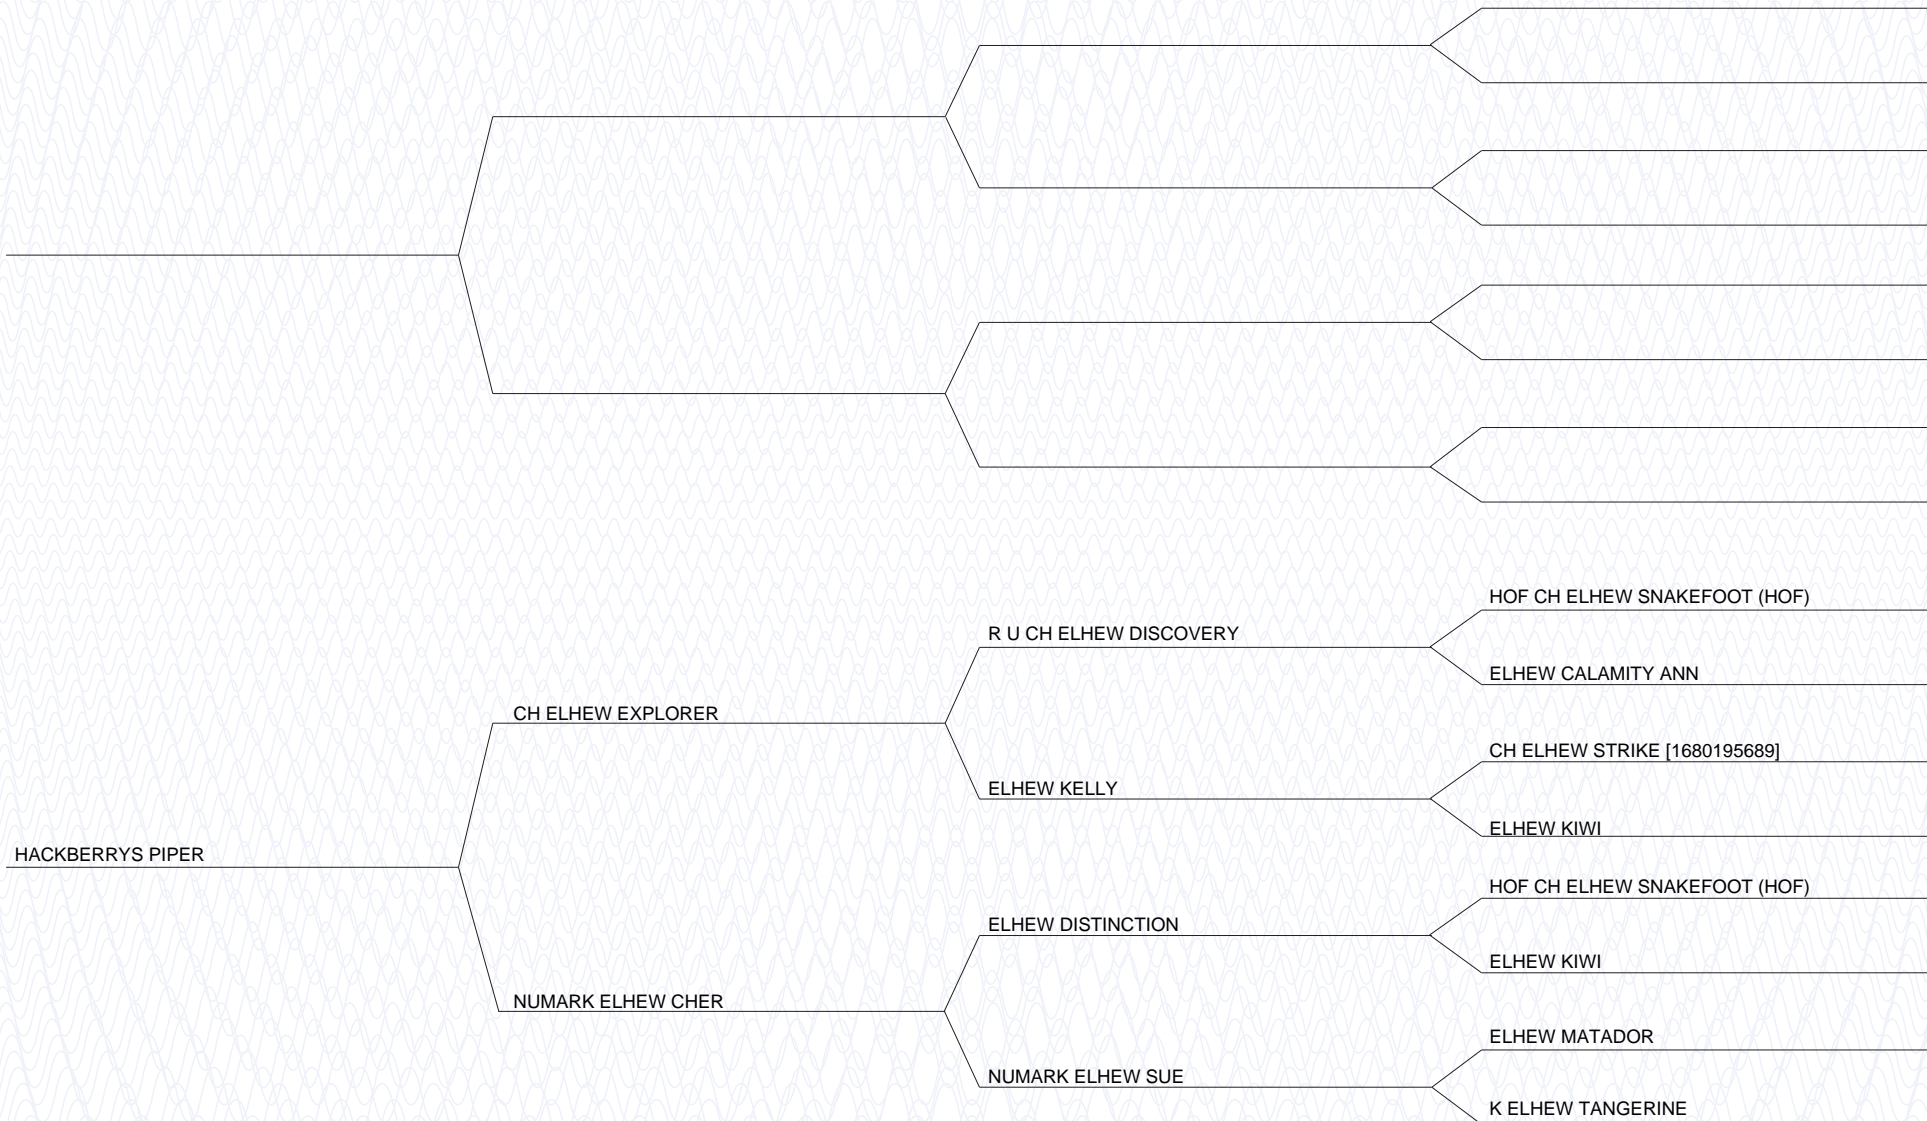 HOF CH ELHEW SNAKEFOOT (HOF)
R U CH ELHEW DISCOVERY
ELHEW CALAMITY ANN
CH ELHEW EXPLORER
CH ELHEW STRIKE [1680195689]
ELHEW KELLY
ELHEW KIWI
HACKBERRYS PIPER
HOF CH ELHEW SNAKEFOOT (HOF)
ELHEW DISTINCTION
ELHEW KIWI
NUMARK ELHEW CHER
ELHEW MATADOR
NUMARK ELHEW SUE
K ELHEW TANGERINE